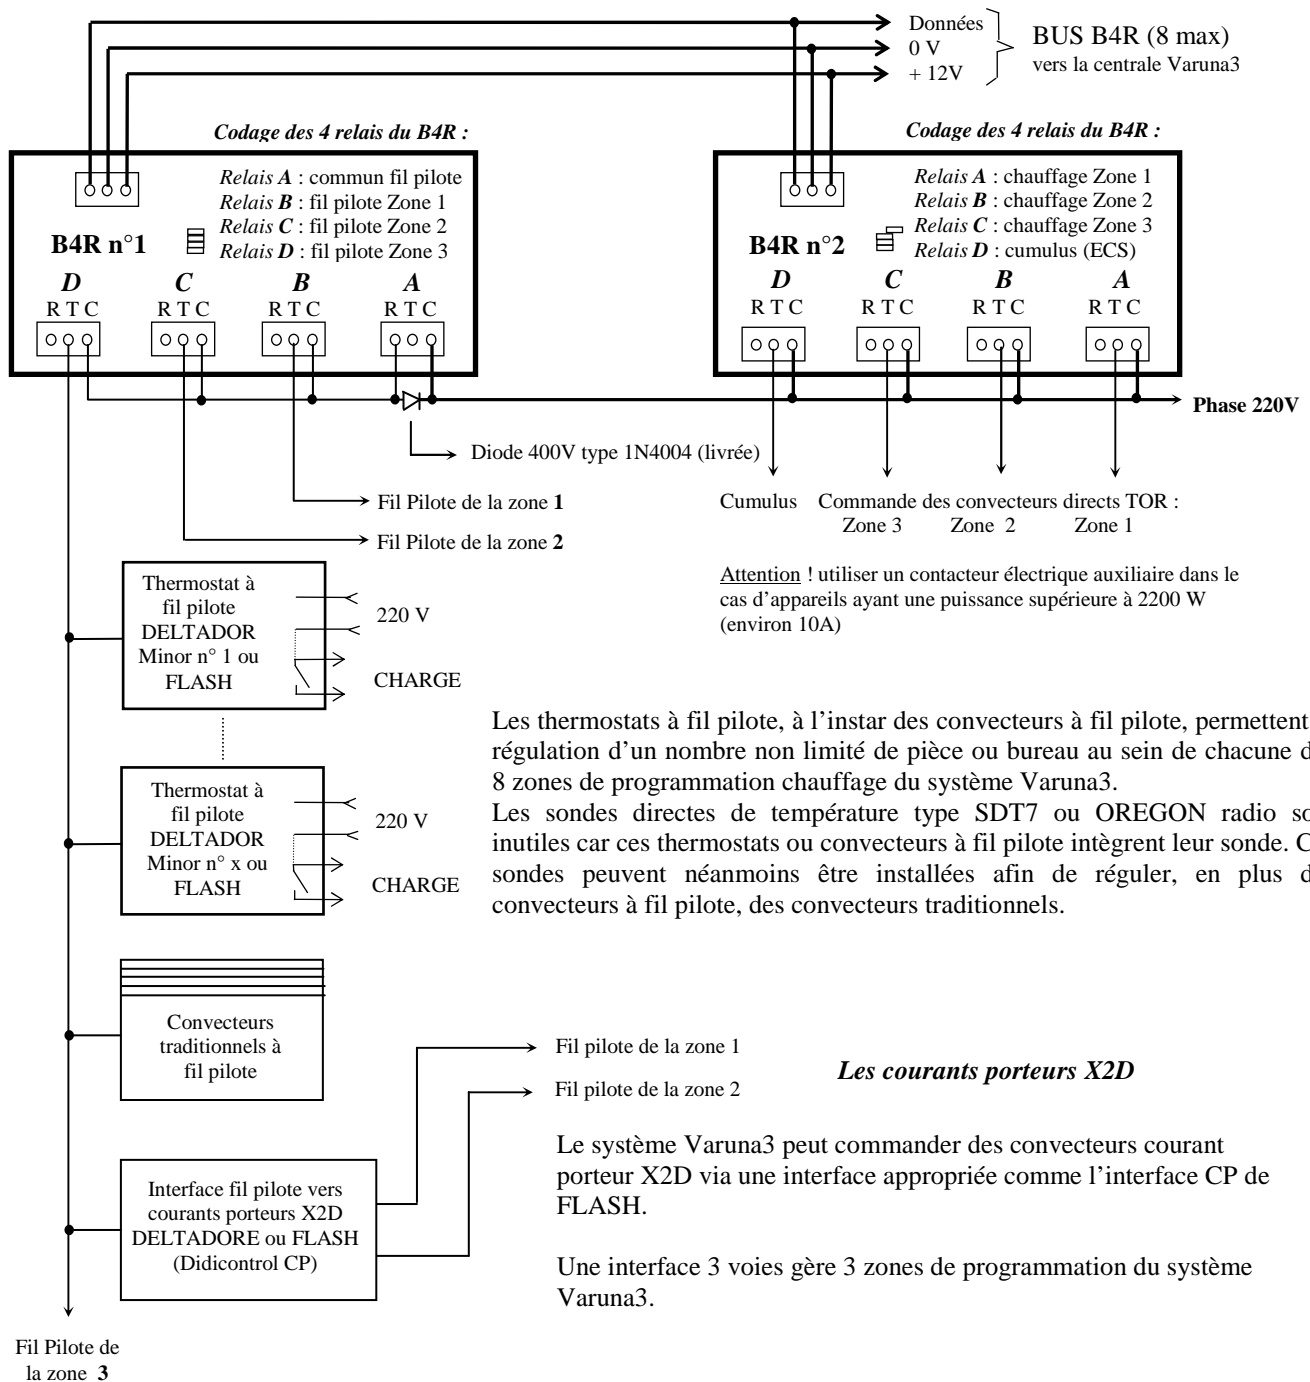 Données
0 V
+ 12V
BUS B4R (8 max)
vers la centrale Varuna3
Codage des 4 relais du B4R :
Relais A : commun fil pilote
Relais B : fil pilote Zone 1
Relais C : fil pilote Zone 2
Relais D : fil pilote Zone 3
B4R n°1
D C B A
R T C R T C R T C R T C
Codage des 4 relais du B4R :
Relais A : chauffage Zone 1
Relais B : chauffage Zone 2
Relais C : chauffage Zone 3
Relais D : cumulus (ECS)
B4R n°2
D C B A
R T C R T C R T C R T C
Phase 220V
Diode 400V type 1N4004 (livrée)
Fil Pilote de la zone 1
Fil Pilote de la zone 2
Cumulus Commande des convecteurs directs TOR :
Zone 3 Zone 2 Zone 1
Attention ! utiliser un contacteur électrique auxiliaire dans le
cas d’appareils ayant une puissance supérieure à 2200 W
(environ 10A)
Thermostat à
fil pilote
DELTADOR
Minor n° 1 ou
FLASH
220 V
CHARGE
Thermostat à
fil pilote
DELTADOR
Minor n° x ou
FLASH
220 V
CHARGE
Les thermostats à fil pilote, à l’instar des convecteurs à fil pilote, permettent
régulation d’un nombre non limité de pièce ou bureau au sein de chacune d
8 zones de programmation chauffage du système Varuna3.
Les sondes directes de température type SDT7 ou OREGON radio so
inutiles car ces thermostats ou convecteurs à fil pilote intègrent leur sonde. C
sondes peuvent néanmoins être installées afin de réguler, en plus d
convecteurs à fil pilote, des convecteurs traditionnels.
Convecteurs
traditionnels à
fil pilote
Fil pilote de la zone 1
Fil pilote de la zone 2
Les courants porteurs X2D
Le système Varuna3 peut commander des convecteurs courant
porteur X2D via une interface appropriée comme l’interface CP de
FLASH.
Une interface 3 voies gère 3 zones de programmation du système
Varuna3.
Interface fil pilote vers
courants porteurs X2D
DELTADORE ou FLASH
(Didicontrol CP)
Fil Pilote de
la zone 3